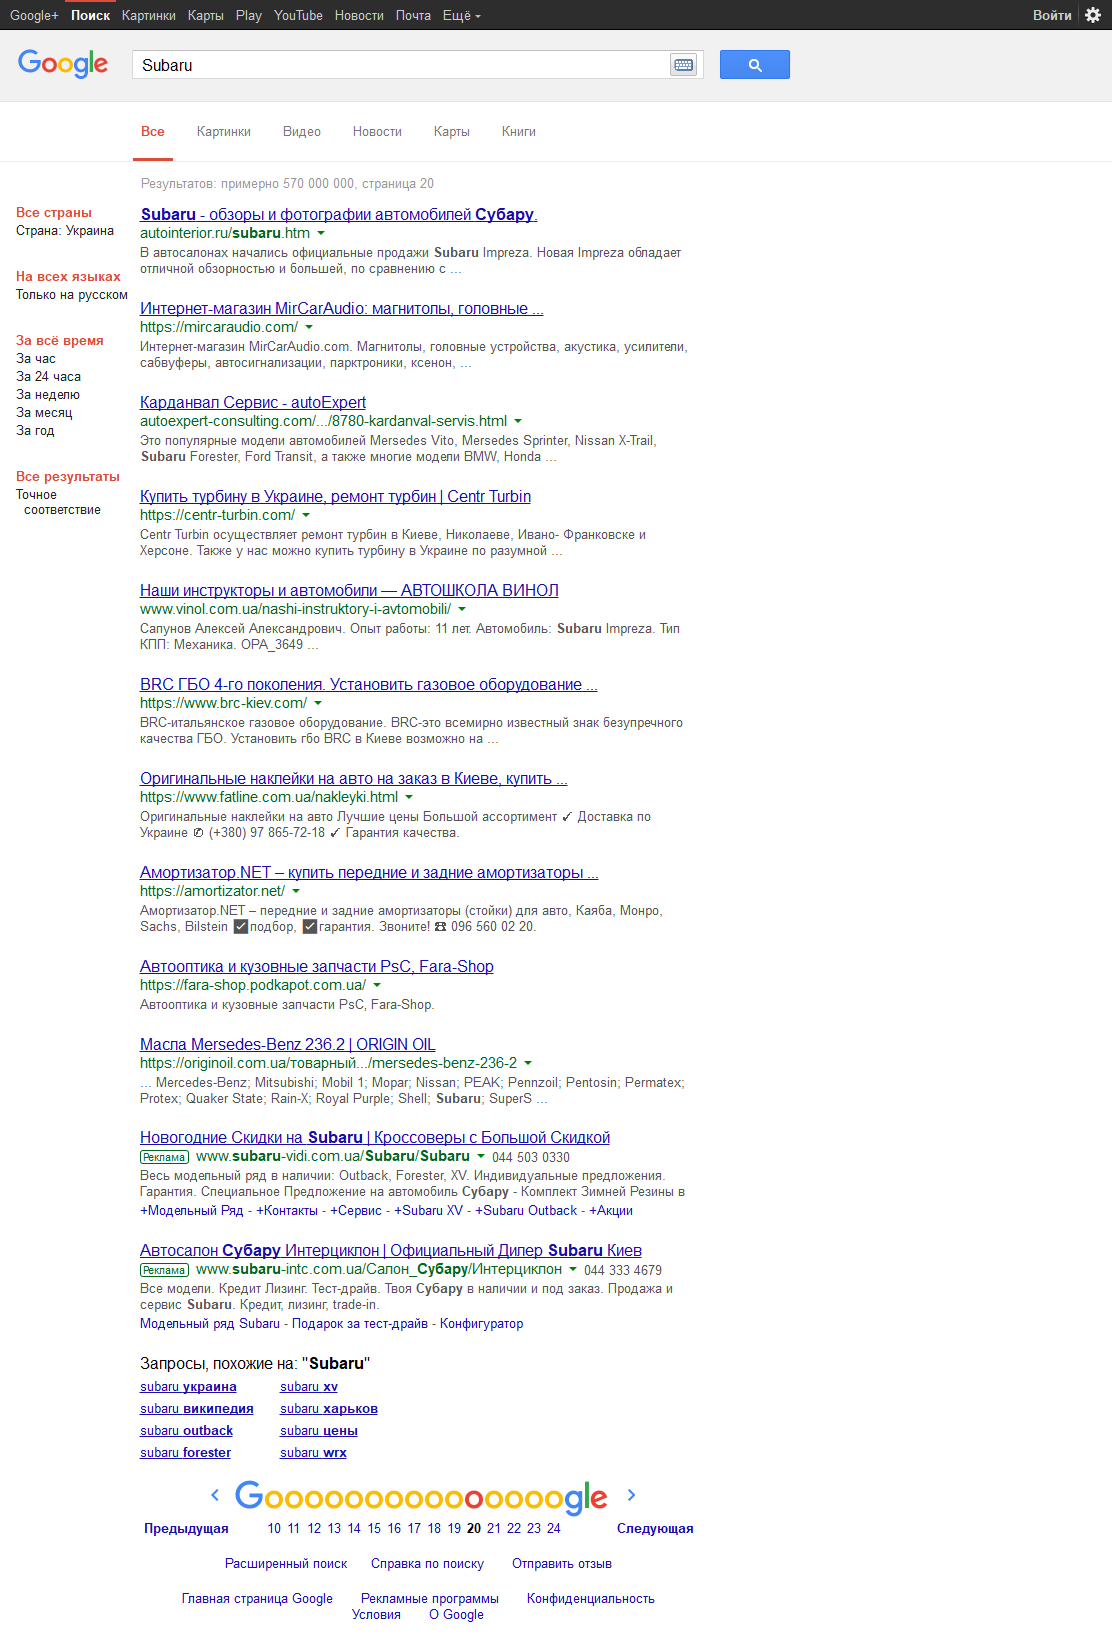 Google+ Поиск Картинки Карты Play YouTube Новости Почта Ещё Войти
Google Subaru
Все Картинки Видео Новости Карты Книги
Результатов: примерно 570 000 000, страница 20
Все страны
Страна: Украина
На всех языках
Только на русском
За всё время
За час
За 24 часа
За неделю
За месяц
За год
Все результаты
Точное
соответствие
Subaru - обзоры и фотографии автомобилей Субару.
autointerior.ru/subaru.htm
В автосалонах начались официальные продажи Subaru Impreza. Новая Impreza обладает
отличной обзорностью и большей, по сравнению с ...
Интернет-магазин MirCarAudio: магнитолы, головные ...
https://mircaraudio.com/
Интернет-магазин MirCarAudio.com. Магнитолы, головные устройства, акустика, усилители,
сабвуферы, автосигнализации, парктроники, ксенон, ...
Карданвал Сервис - autoExpert
autoexpert-consulting.com/.../8780-kardanval-servis.html
Это популярные модели автомобилей Mersedes Vito, Mersedes Sprinter, Nissan X-Trail,
Subaru Forester, Ford Transit, а также многие модели BMW, Honda ...
Купить турбину в Украине, ремонт турбин | Centr Turbin
https://centr-turbin.com/
Centr Turbin осуществляет ремонт турбин в Киеве, Николаеве, Ивано- Франковске и
Херсоне. Также у нас можно купить турбину в Украине по разумной ...
Наши инструкторы и автомобили — АВТОШКОЛА ВИНОЛ
www.vinol.com.ua/nashi-instruktory-i-avtomobili/
Сапунов Алексей Александрович. Опыт работы: 11 лет. Автомобиль: Subaru Impreza. Тип
КПП: Механика. OPA_3649 ...
BRC ГБО 4-го поколения. Установить газовое оборудование ...
https://www.brc-kiev.com/
BRC-итальянское газовое оборудование. BRC-это всемирно известный знак безупречного
качества ГБО. Установить гбо BRC в Киеве возможно на ...
Оригинальные наклейки на авто на заказ в Киеве, купить ...
https://www.fatline.com.ua/nakleyki.html
Оригинальные наклейки на авто Лучшие цены Большой ассортимент ✓ Доставка по
Украине ✆ (+380) 97 865-72-18 ✓ Гарантия качества.
Амортизатор.NET – купить передние и задние амортизаторы ...
https://amortizator.net/
Амортизатор.NET – передние и задние амортизаторы (стойки) для авто, Каяба, Монро,
Sachs, Bilstein ✅подбор, ✅гарантия. Звоните! ☎ 096 560 02 20.
Автооптика и кузовные запчасти PsC, Fara-Shop
https://fara-shop.podkapot.com.ua/
Автооптика и кузовные запчасти PsC, Fara-Shop.
Масла Mersedes-Benz 236.2 | ORIGIN OIL
https://originoil.com.ua/товарный.../mersedes-benz-236-2
... Mercedes-Benz; Mitsubishi; Mobil 1; Mopar; Nissan; PEAK; Pennzoil; Pentosin; Permatex;
Protex; Quaker State; Rain-X; Royal Purple; Shell; Subaru; SuperS ...
Новогодние Скидки на Subaru | Кроссоверы с Большой Скидкой
Реклама www.subaru-vidi.com.ua/Subaru/Subaru 044 503 0330
Весь модельный ряд в наличии: Outback, Forester, XV. Индивидуальные предложения.
Гарантия. Специальное Предложение на автомобиль Субару - Комплект Зимней Резины в
+Модельный Ряд - +Контакты - +Сервис - +Subaru XV - +Subaru Outback - +Акции
Автосалон Субару Интерциклон | Официальный Дилер Subaru Киев
Реклама www.subaru-intc.com.ua/Салон_Субару/Интерциклон 044 333 4679
Все модели. Кредит Лизинг. Тест-драйв. Твоя Субару в наличии и под заказ. Продажа и
сервис Subaru. Кредит, лизинг, trade-in.
Модельный ряд Subaru - Подарок за тест-драйв - Конфигуратор
Запросы, похожие на: "Subaru"
subaru украина subaru xv
subaru википедия subaru харьков
subaru outback subaru цены
subaru forester subaru wrx
Goooooooooooooooogle
Предыдущая 10 11 12 13 14 15 16 17 18 19 20 21 22 23 24 Следующая
Расширенный поиск Справка по поиску Отправить отзыв
Главная страница Google Рекламные программы Конфиденциальность
Условия О Google